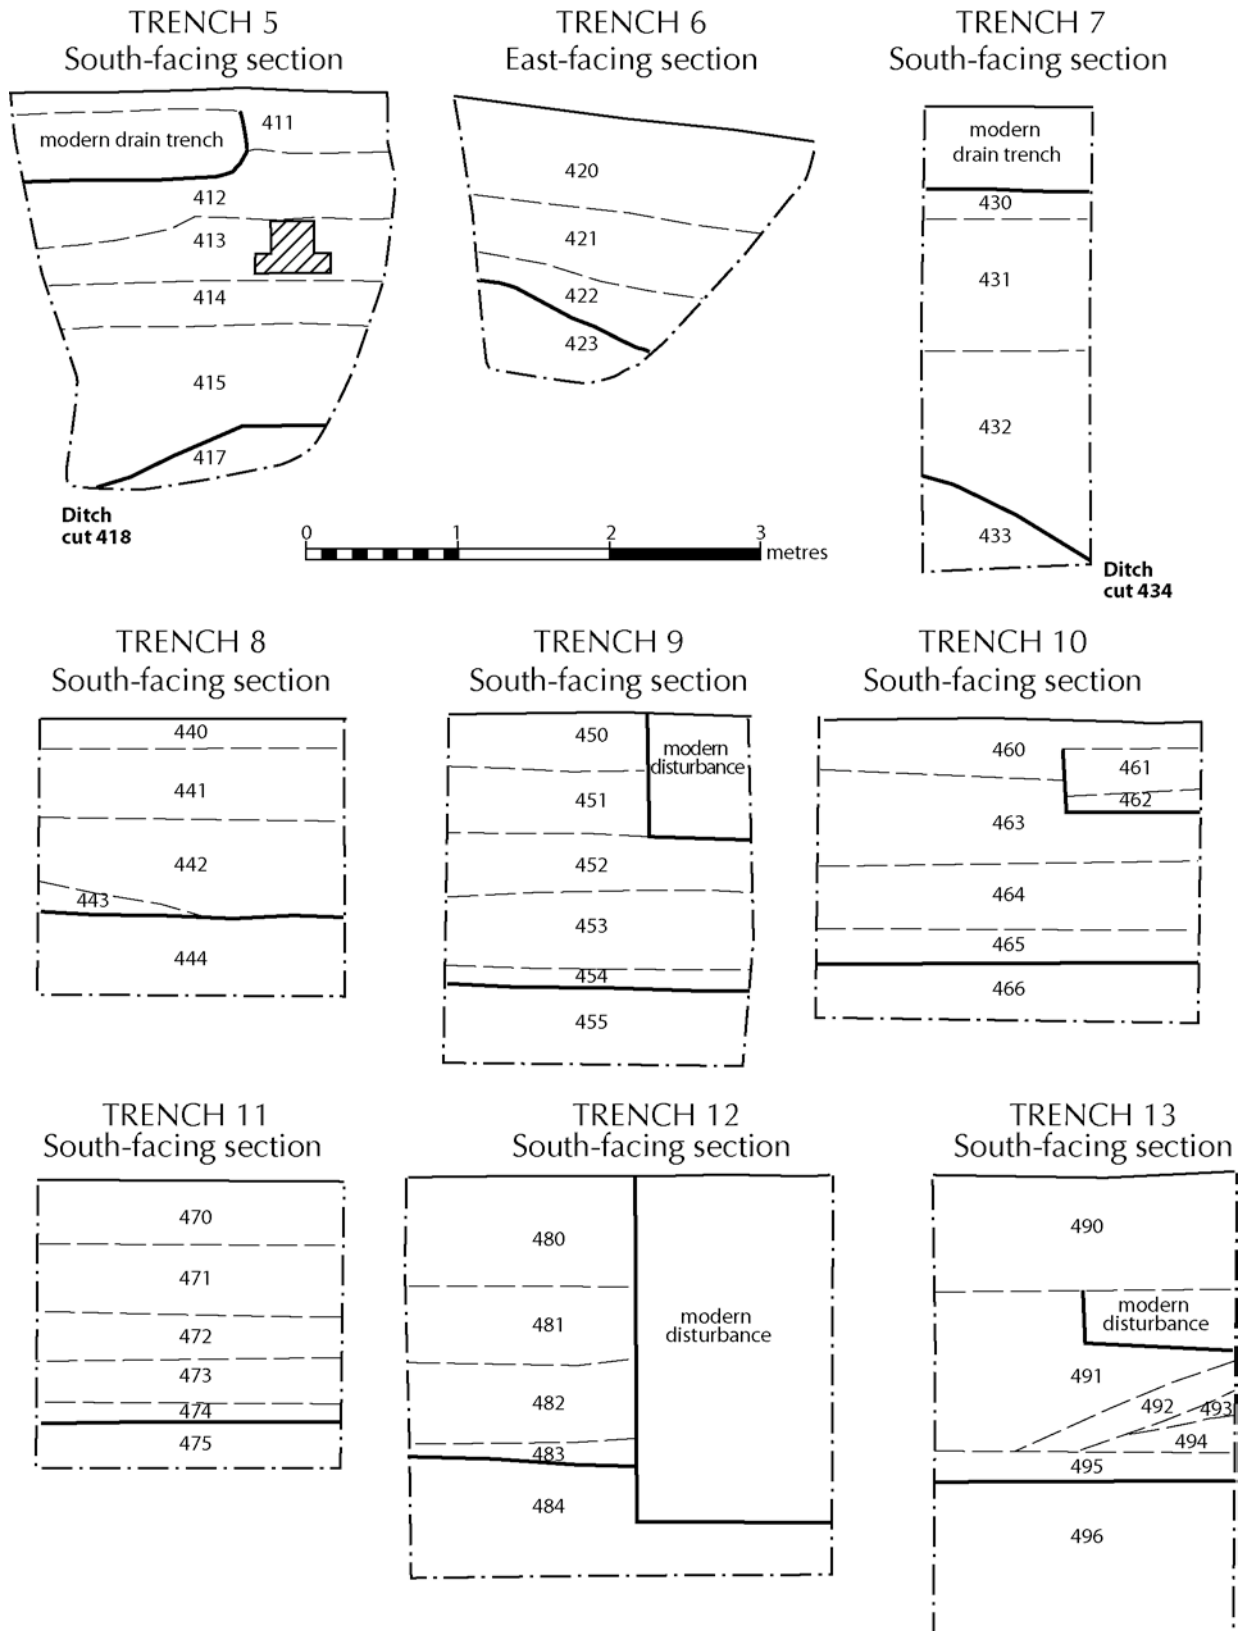 TRENCH 5
South-facing section
411
modern drain trench
412
413
414
415
417
Ditch
cut 418
TRENCH 6
East-facing section
420
421
422
423
TRENCH 7
South-facing section
modern
drain trench
430
431
432
433
Ditch
cut 434
0 1 2 3
metres
TRENCH 8
South-facing section
440
441
442
443
444
TRENCH 9
South-facing section
450
modern
disturbance
451
452
453
454
455
TRENCH 10
South-facing section
460
461
462
463
464
465
466
TRENCH 11
South-facing section
470
471
472
473
474
475
TRENCH 12
South-facing section
480
481
modern
disturbance
482
483
484
TRENCH 13
South-facing section
490
modern
disturbance
491
492
493
494
495
496